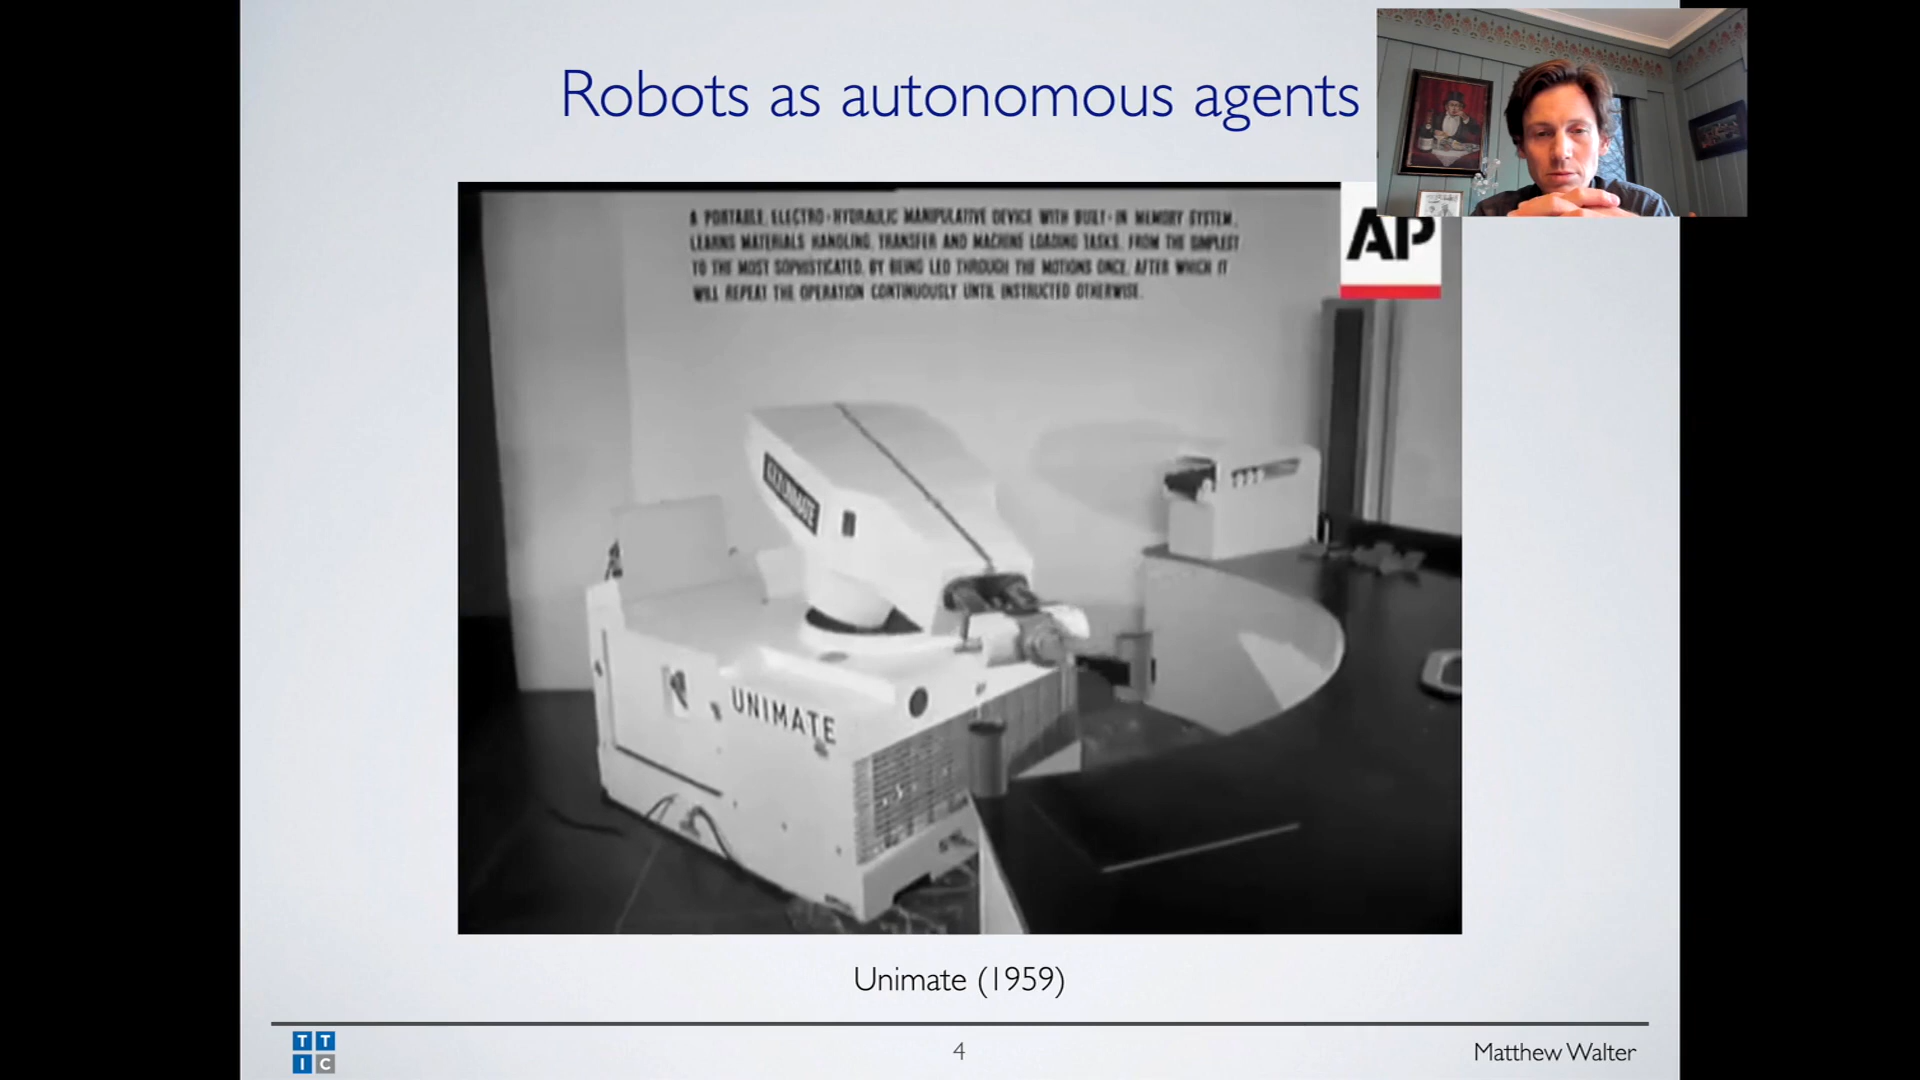 Robots as autonomous agents
A PORTABLE, ELECTRO-HYDRAULIC MANIPULATIVE DEVICE WITH BUILT-IN MEMORY SYSTEM,
LEARNS MATERIALS HANDLING, TRANSFER AND MACHINE LOADING TASKS, FROM THE SIMPLEST
TO THE MOST SOPHISTICATED, BY BEING LED THROUGH THE MOTIONS ONCE, AFTER WHICH IT
WILL REPEAT THE OPERATION CONTINUOUSLY UNTIL INSTRUCTED OTHERWISE.
AP
UNIMATE
UNIMATE
Unimate (1959)
TTIC
4
Matthew Walter